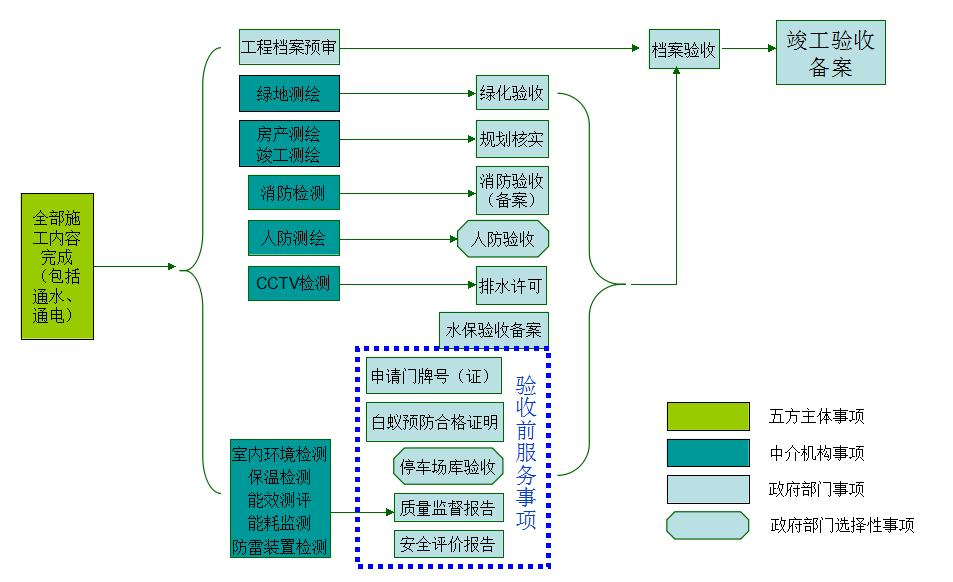 全部施
工内容
完成
（包括
通水、
通电）
工程档案预审
绿地测绘
房产测绘
竣工测绘
消防检测
人防测绘
CCTV检测
室内环境检测
保温检测
能效测评
能耗监测
防雷装置检测
绿化验收
规划核实
消防验收
（备案）
人防验收
排水许可
水保验收备案
申请门牌号（证）
白蚁预防合格证明
停车场库验收
质量监督报告
安全评价报告
验收前服务事项
档案验收
竣工验收
备案
五方主体事项
中介机构事项
政府部门事项
政府部门选择性事项